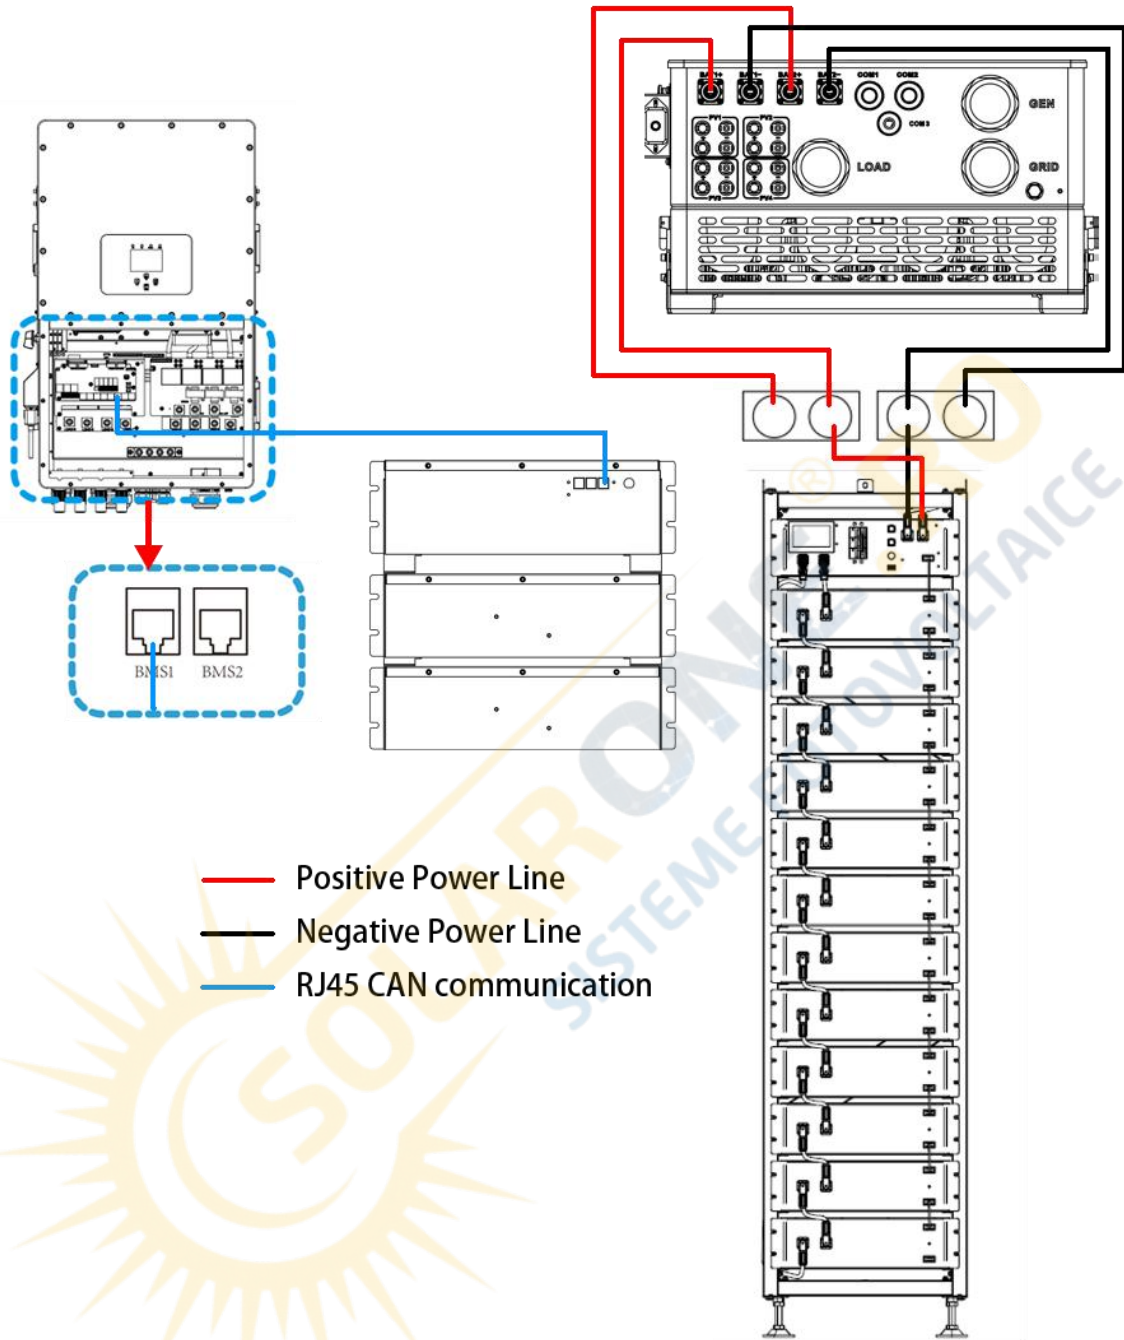 BAT1+ BAT1- BAT2+ BAT2- COM1 COM2
COM3
GEN
PV1 PV2
LOAD
GRID
PV3 PV4
BMS1 BMS2
Positive Power Line
Negative Power Line
RJ45 CAN communication
SOLARONE.RO
®
SISTEME FOTOVOLTAICE